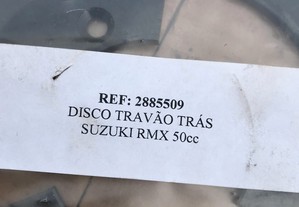 REF: 2885509
DISCO TRAVÃO TRÁS
SUZUKI RMX 50cc